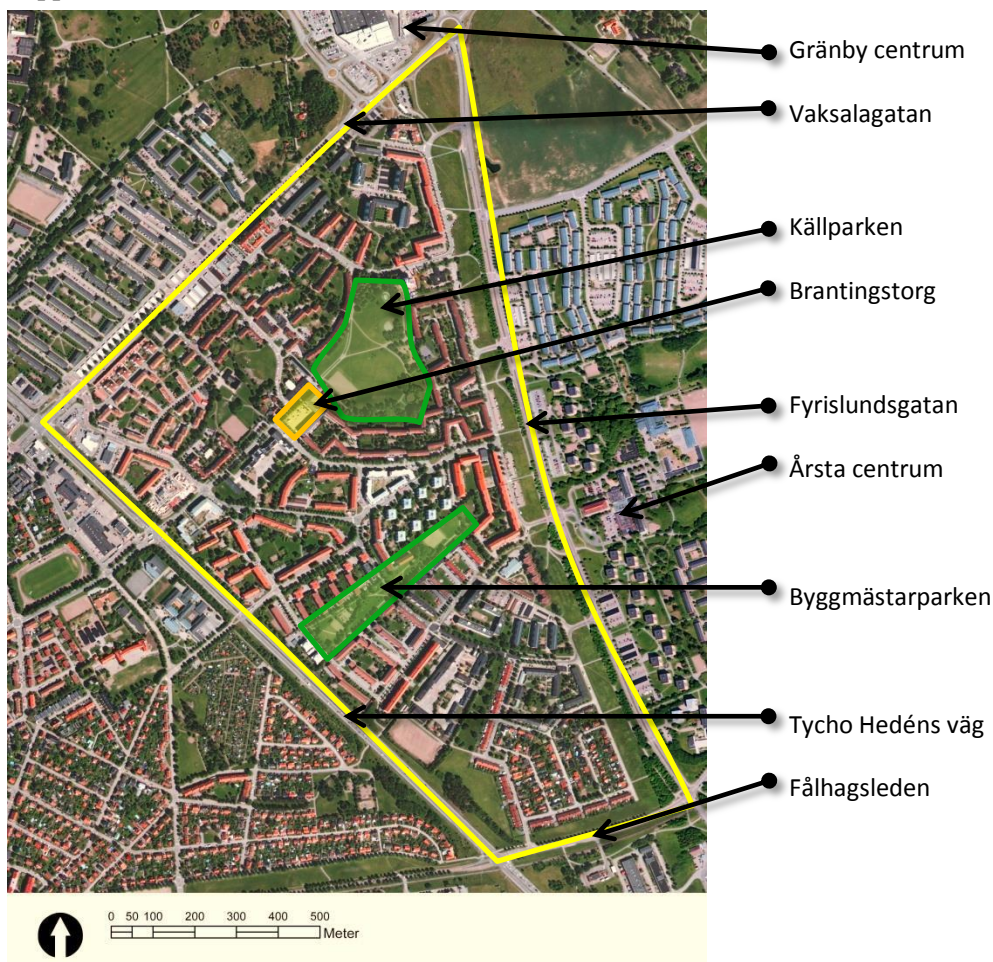 Gränby centrum
Vaksalagatan
Källparken
Brantingstorg
Fyrislundsgatan
Årsta centrum
Byggmästarparken
Tycho Hedéns väg
Fålhagsleden
0 50 100 200 300 400 500
Meter